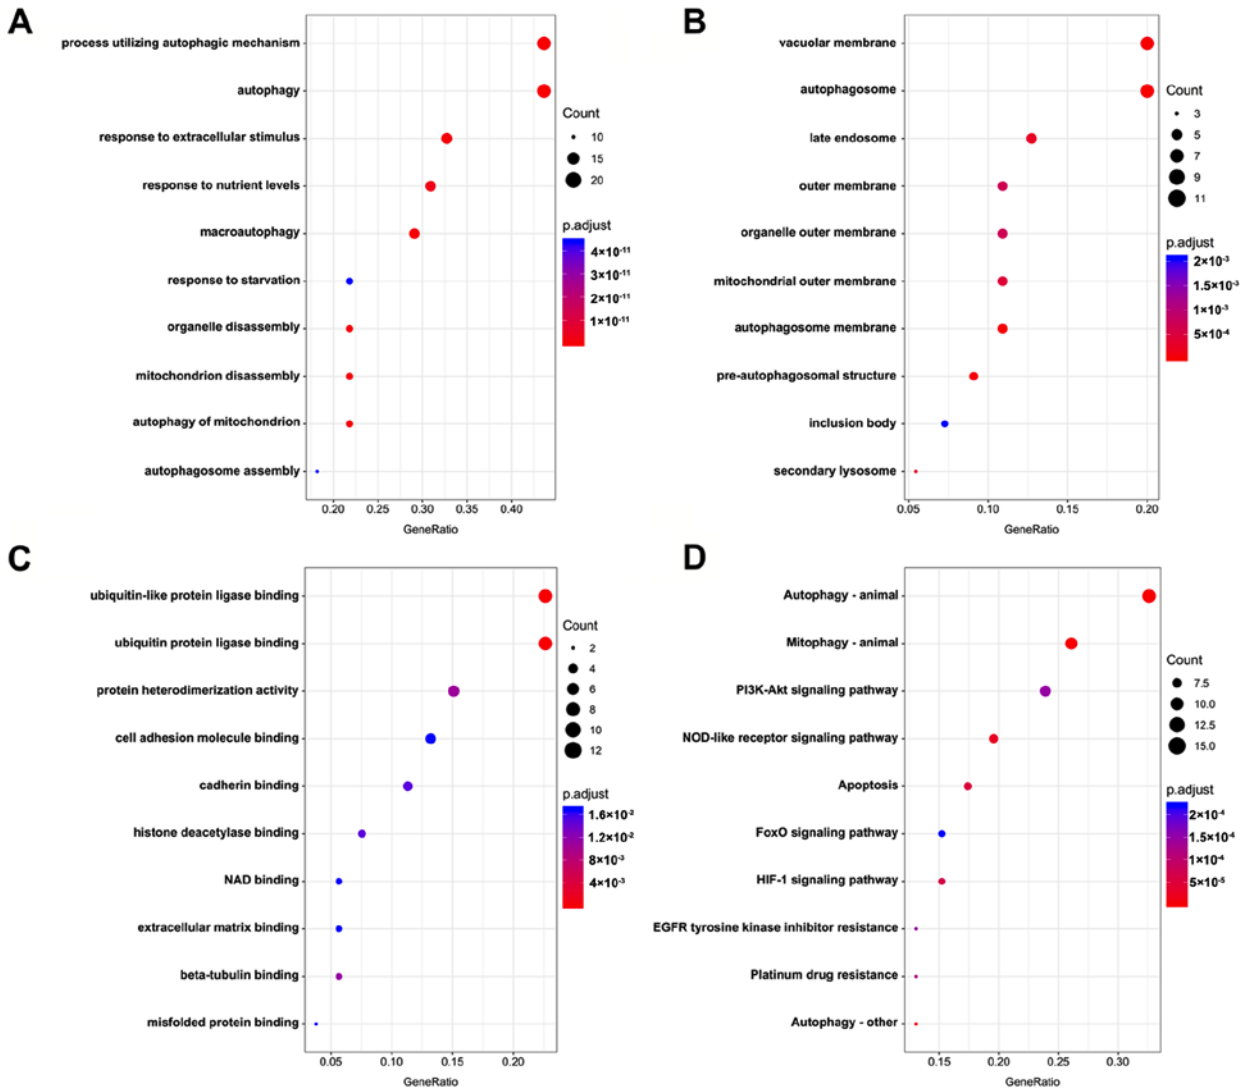 A
process utilizing autophagic mechanism
autophagy
response to extracellular stimulus
response to nutrient levels
macroautophagy
response to starvation
organelle disassembly
mitochondrion disassembly
autophagy of mitochondrion
autophagosome assembly
0.20 0.25 0.30 0.35 0.40
GeneRatio
Count
10
15
20
p.adjust
4×10⁻¹¹
3×10⁻¹¹
2×10⁻¹¹
1×10⁻¹¹
B
vacuolar membrane
autophagosome
late endosome
outer membrane
organelle outer membrane
mitochondrial outer membrane
autophagosome membrane
pre-autophagosomal structure
inclusion body
secondary lysosome
0.05 0.10 0.15 0.20
GeneRatio
Count
3
5
7
9
11
p.adjust
2×10⁻³
1.5×10⁻³
1×10⁻³
5×10⁻⁴
C
ubiquitin-like protein ligase binding
ubiquitin protein ligase binding
protein heterodimerization activity
cell adhesion molecule binding
cadherin binding
histone deacetylase binding
NAD binding
extracellular matrix binding
beta-tubulin binding
misfolded protein binding
0.05 0.10 0.15 0.20
GeneRatio
Count
2
4
6
8
10
12
p.adjust
1.6×10⁻²
1.2×10⁻²
8×10⁻³
4×10⁻³
D
Autophagy - animal
Mitophagy - animal
PI3K-Akt signaling pathway
NOD-like receptor signaling pathway
Apoptosis
FoxO signaling pathway
HIF-1 signaling pathway
EGFR tyrosine kinase inhibitor resistance
Platinum drug resistance
Autophagy - other
0.15 0.20 0.25 0.30
GeneRatio
Count
7.5
10.0
12.5
15.0
p.adjust
2×10⁻⁴
1.5×10⁻⁴
1×10⁻⁴
5×10⁻⁵